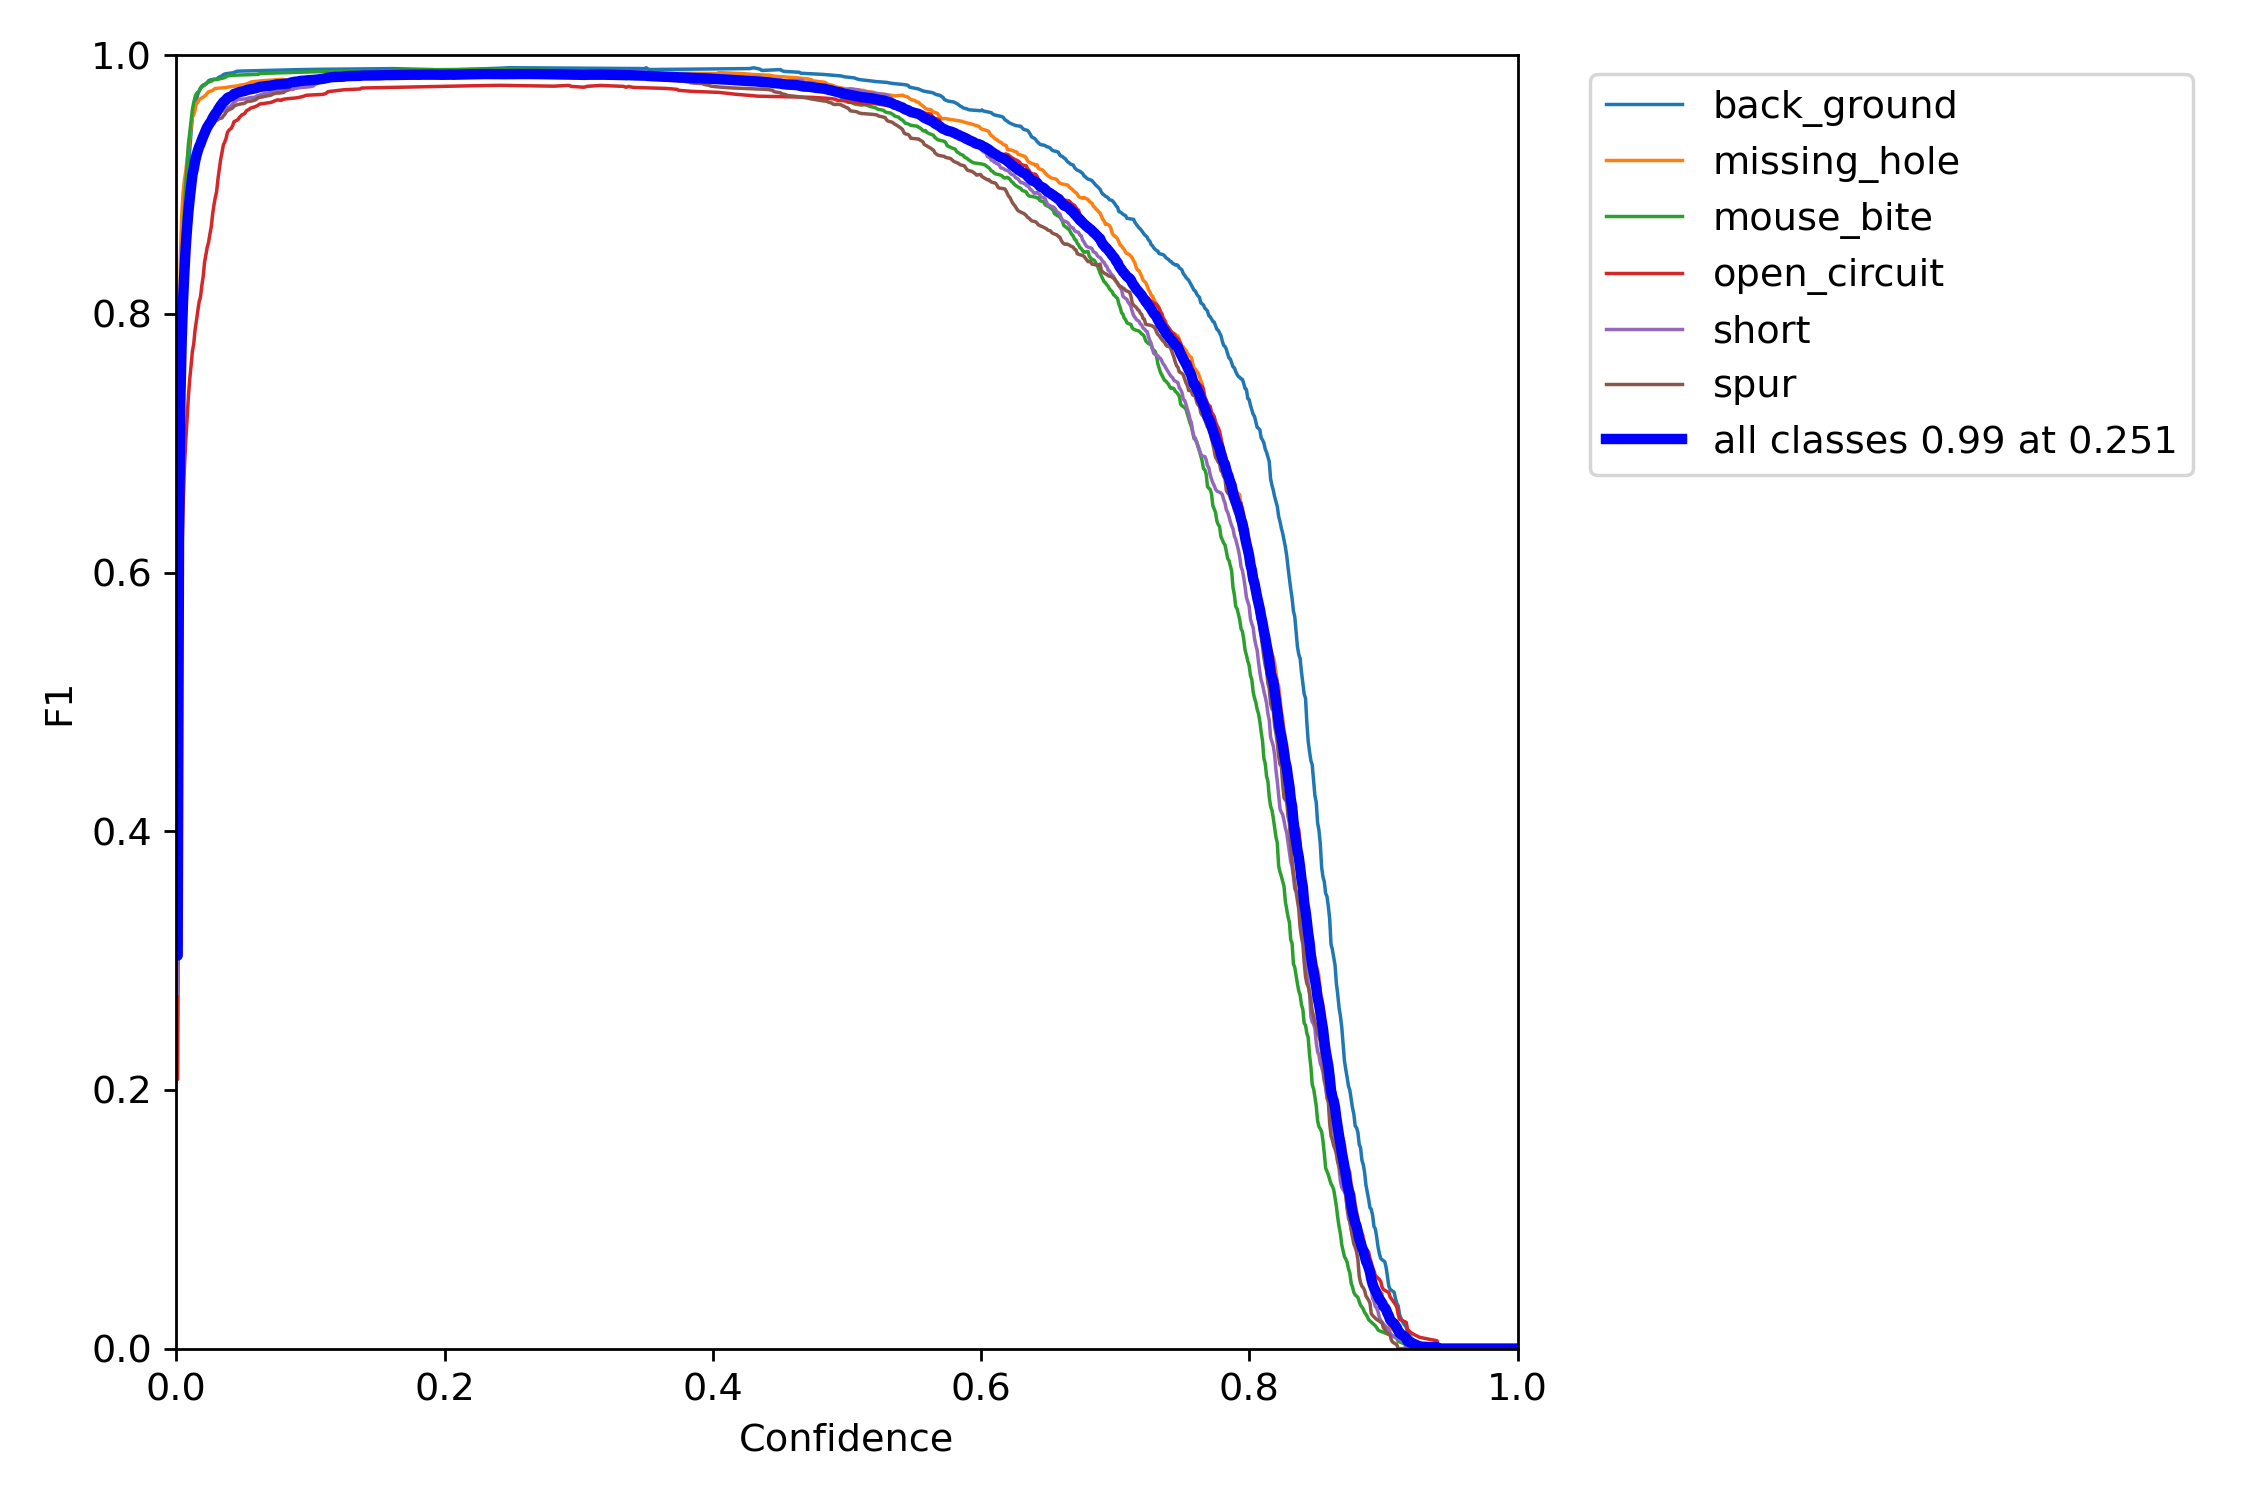 1.0
0.8
0.6
0.4
0.2
0.0
F1
0.0 0.2 0.4 0.6 0.8 1.0
Confidence
back_ground
missing_hole
mouse_bite
open_circuit
short
spur
all classes 0.99 at 0.251